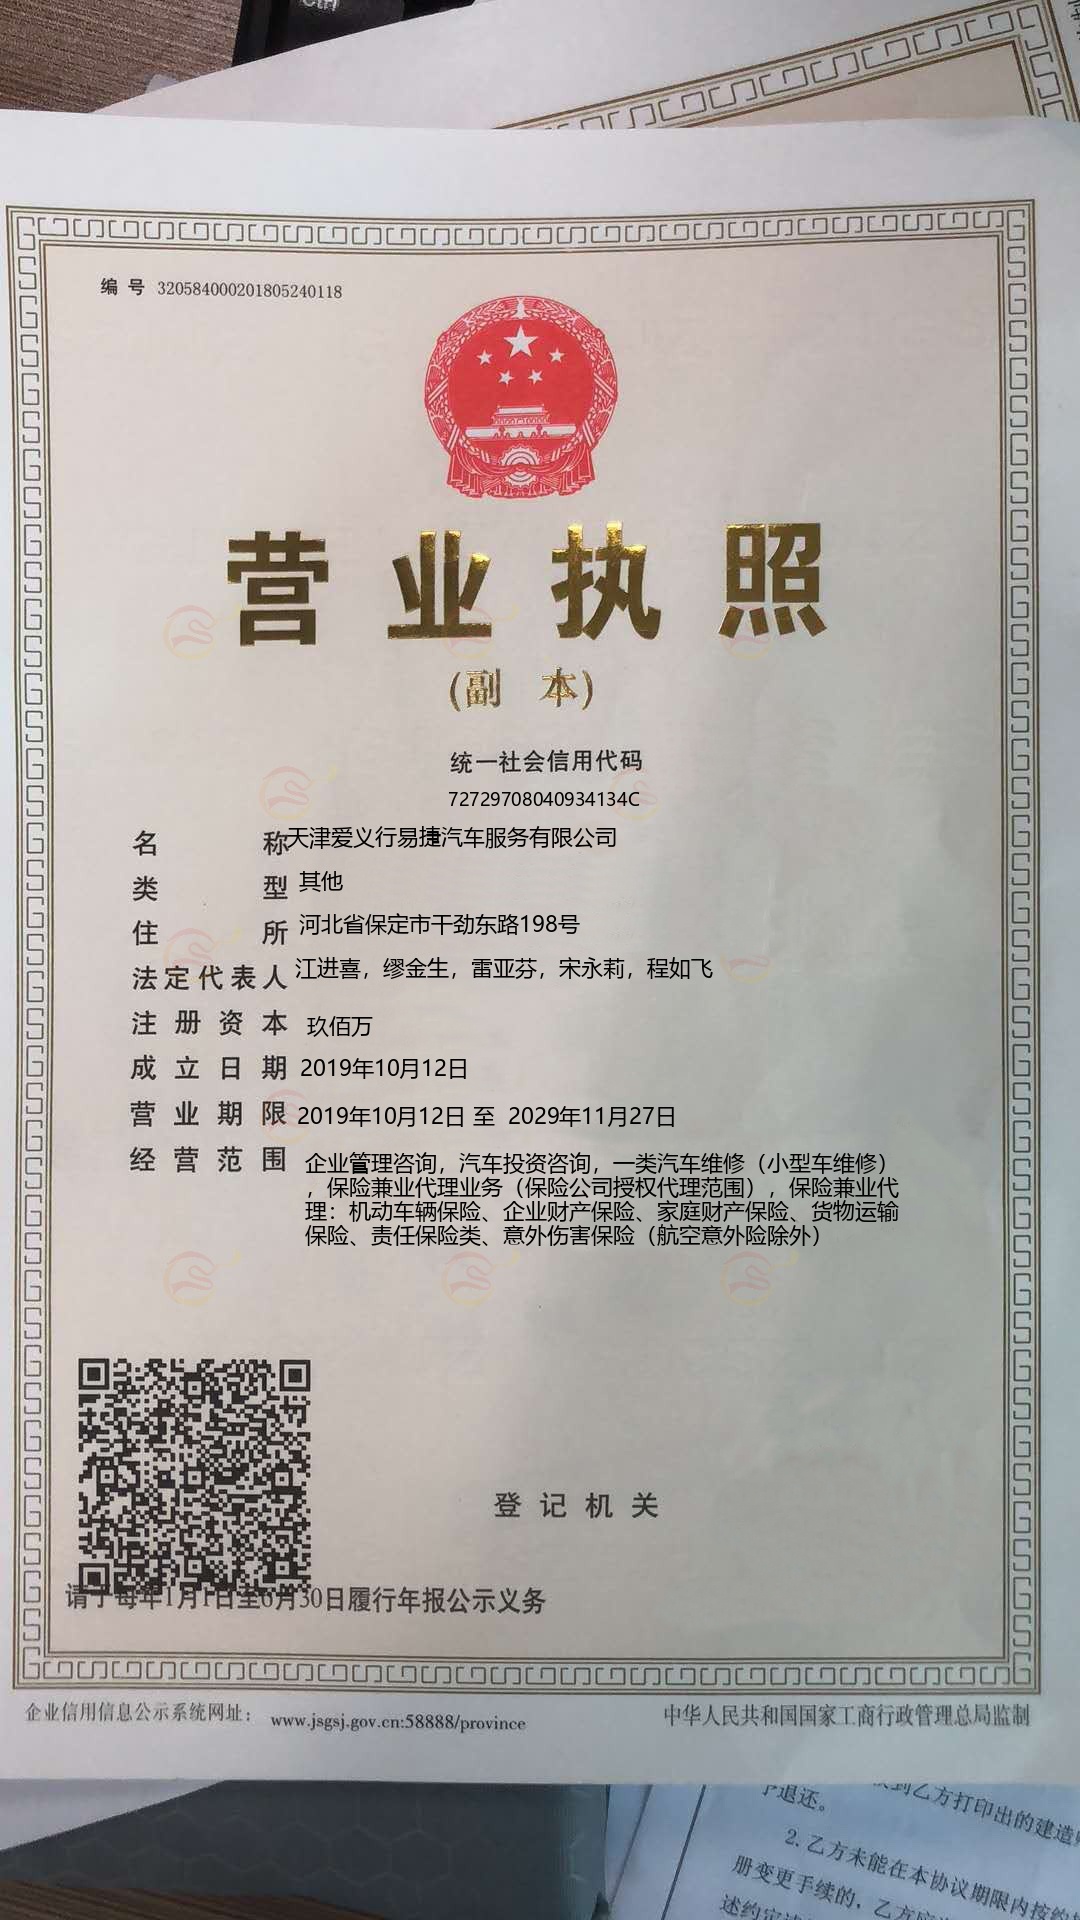 Ctrl
编 号 320584000201805240118
营业执照
(副 本)
统一社会信用代码
72729708040934134C
名 称 天津爱义行易捷汽车服务有限公司
类 型 其他
住 所 河北省保定市干劲东路198号
法定代表人 江进喜，缪金生，雷亚芬，宋永莉，程如飞
注册资本 玖佰万
成立日期 2019年10月12日
营业期限 2019年10月12日 至 2029年11月27日
经营范围 企业管理咨询，汽车投资咨询，一类汽车维修（小型车维修）
，保险兼业代理业务（保险公司授权代理范围），保险兼业代
理：机动车辆保险、企业财产保险、家庭财产保险、货物运输
保险、责任保险类、意外伤害保险（航空意外险除外）
登记机关
请于每年1月1日至6月30日履行年报公示义务
企业信用信息公示系统网址： www.jsgsj.gov.cn:58888/province
中华人民共和国国家工商行政管理总局监制
到乙方打印出的建造
予退还。
2.乙方未能在本协议期限内按约
册变更手续的，乙方应
述约定